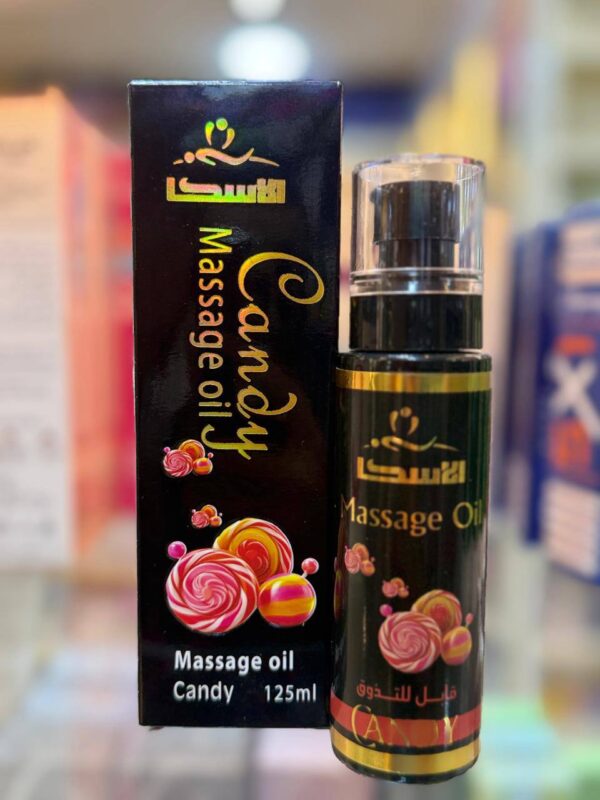 الاسكا
Candy
Massage oil
Massage oil
Candy 125ml
الاسكا
Massage Oil
قابل للتذوق
CANDY